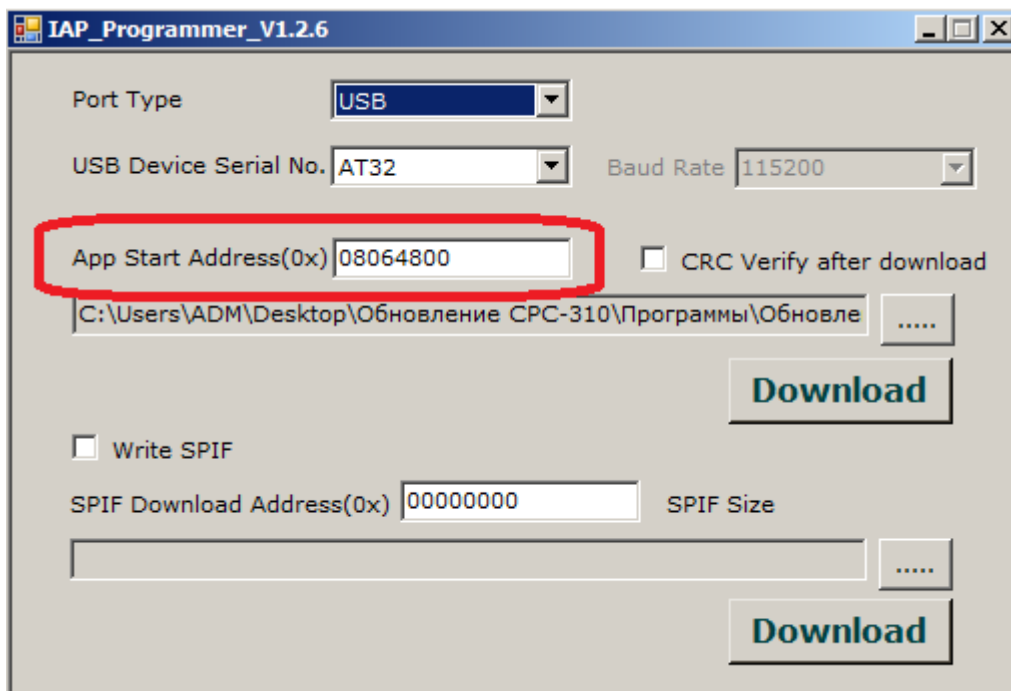 IAP_Programmer_V1.2.6
Port Type USB
USB Device Serial No. AT32 Baud Rate 115200
App Start Address(0x) 08064800 CRC Verify after download
C:\Users\ADM\Desktop\Обновление СРС-310\Программы\Обновле .....
Download
Write SPIF
SPIF Download Address(0x) 00000000 SPIF Size
.....
Download